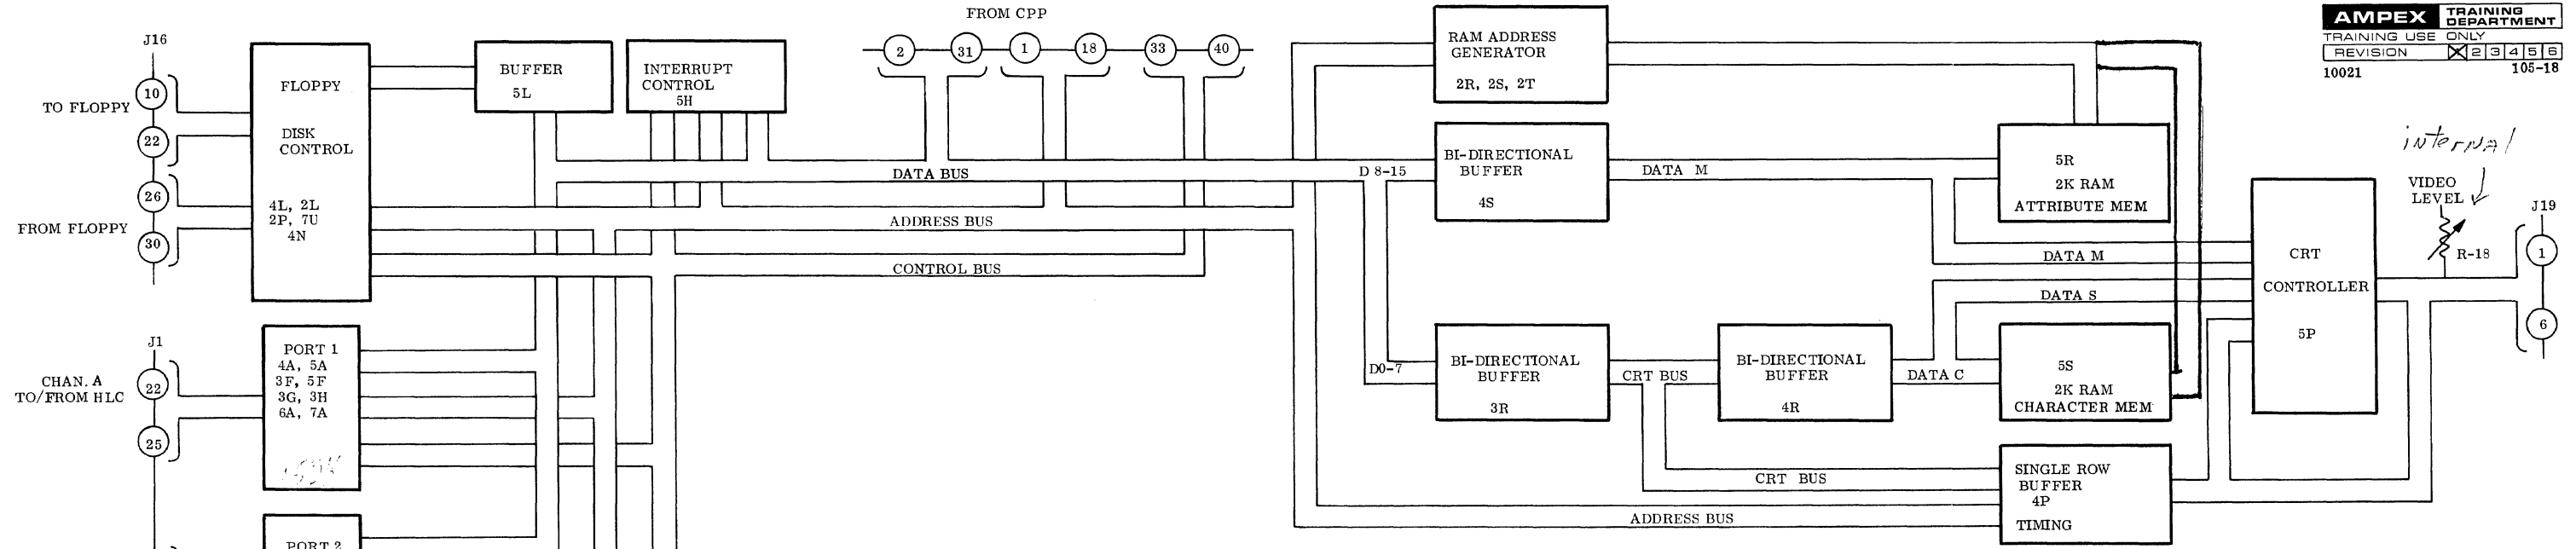 FROM CPP
2 31 1 18 33 40
AMPEX TRAINING DEPARTMENT
TRAINING USE ONLY
REVISION 2 3 4 5 6
10021 105-18
J16
10
TO FLOPPY
22
26
FROM FLOPPY
30
FLOPPY
DISK
CONTROL
4L, 2L
2P, 7U
4N
BUFFER
5L
INTERRUPT
CONTROL
5H
DATA BUS
ADDRESS BUS
CONTROL BUS
RAM ADDRESS
GENERATOR
2R, 2S, 2T
D 8-15
BI-DIRECTIONAL
BUFFER
4S
DATA M
5R
2K RAM
ATTRIBUTE MEM
DATA M
DATA S
internal
VIDEO
LEVEL
R-18
J19
1
6
CRT
CONTROLLER
5P
J1
CHAN. A
TO/FROM HLC
22
25
PORT 1
4A, 5A
3F, 5F
3G, 3H
6A, 7A
PORT 2
D0-7
BI-DIRECTIONAL
BUFFER
3R
CRT BUS
BI-DIRECTIONAL
BUFFER
4R
DATA C
5S
2K RAM
CHARACTER MEM
CRT BUS
SINGLE ROW
BUFFER
4P
TIMING
ADDRESS BUS